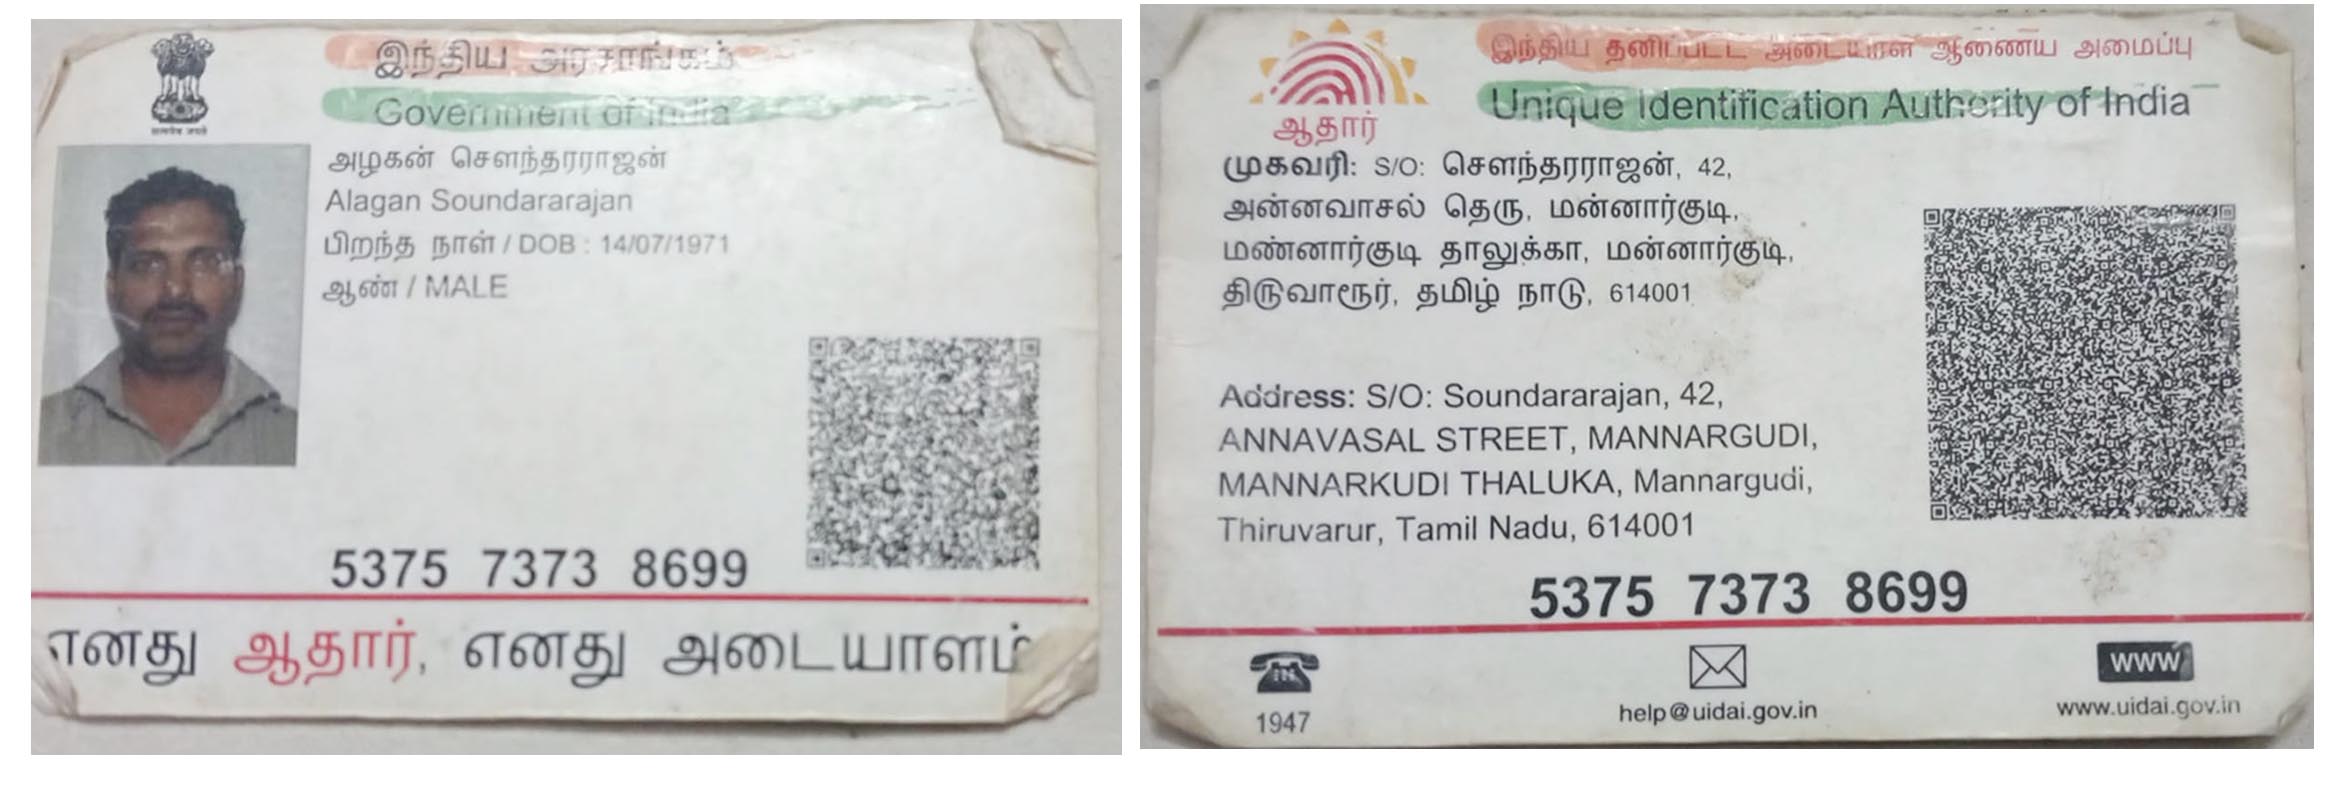 இந்திய அரசாங்கம்
Government of India
அழகன் சௌந்தரராஜன்
Alagan Soundararajan
பிறந்த நாள் / DOB : 14/07/1971
ஆண் / MALE
5375 7373 8699
எனது ஆதார், எனது அடையாளம்
இந்திய தனிப்பட்ட அடையாள ஆணைய அமைப்பு
Unique Identification Authority of India
ஆதார்
முகவரி: S/O: சௌந்தரராஜன், 42,
அன்னவாசல் தெரு, மன்னார்குடி,
மண்னார்குடி தாலுக்கா, மன்னார்குடி,
திருவாரூர், தமிழ் நாடு, 614001
Address: S/O: Soundararajan, 42,
ANNAVASAL STREET, MANNARGUDI,
MANNARKUDI THALUKA, Mannargudi,
Thiruvarur, Tamil Nadu, 614001
5375 7373 8699
1947
help@uidai.gov.in
WWW
www.uidai.gov.in